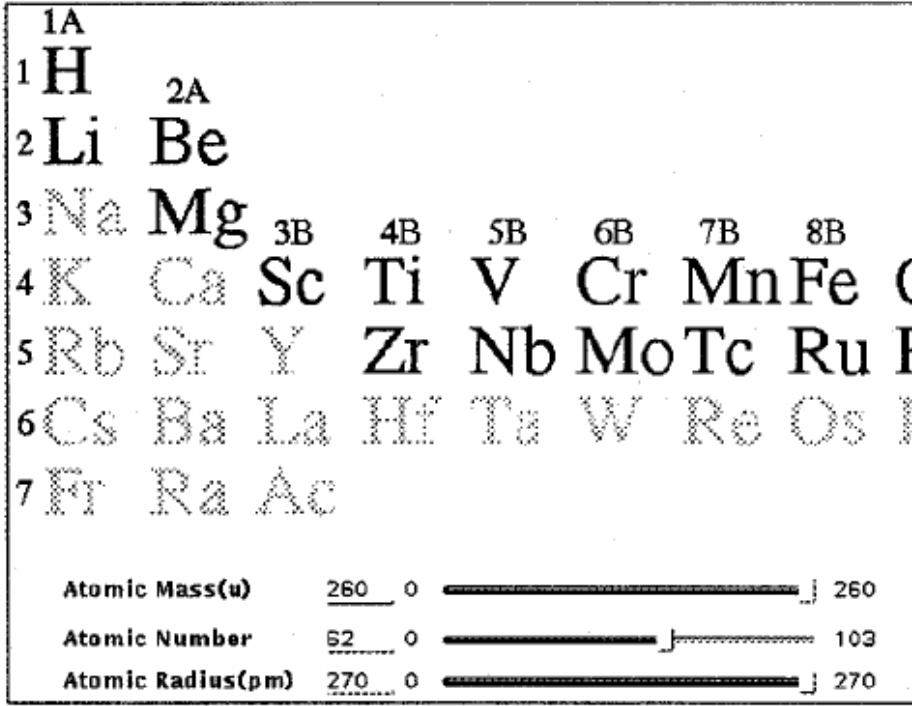 1A
1 H
2A
2 Li Be
3 Na Mg
3B 4B 5B 6B 7B 8B
4 K Ca Sc Ti V Cr Mn Fe
5 Rb Sr Y Zr Nb Mo Tc Ru
6 Cs Ba La Hf Ta W Re Os
7 Fr Ra Ac
Atomic Mass(u) 260 0 260
Atomic Number 62 0 103
Atomic Radius(pm) 270 0 270